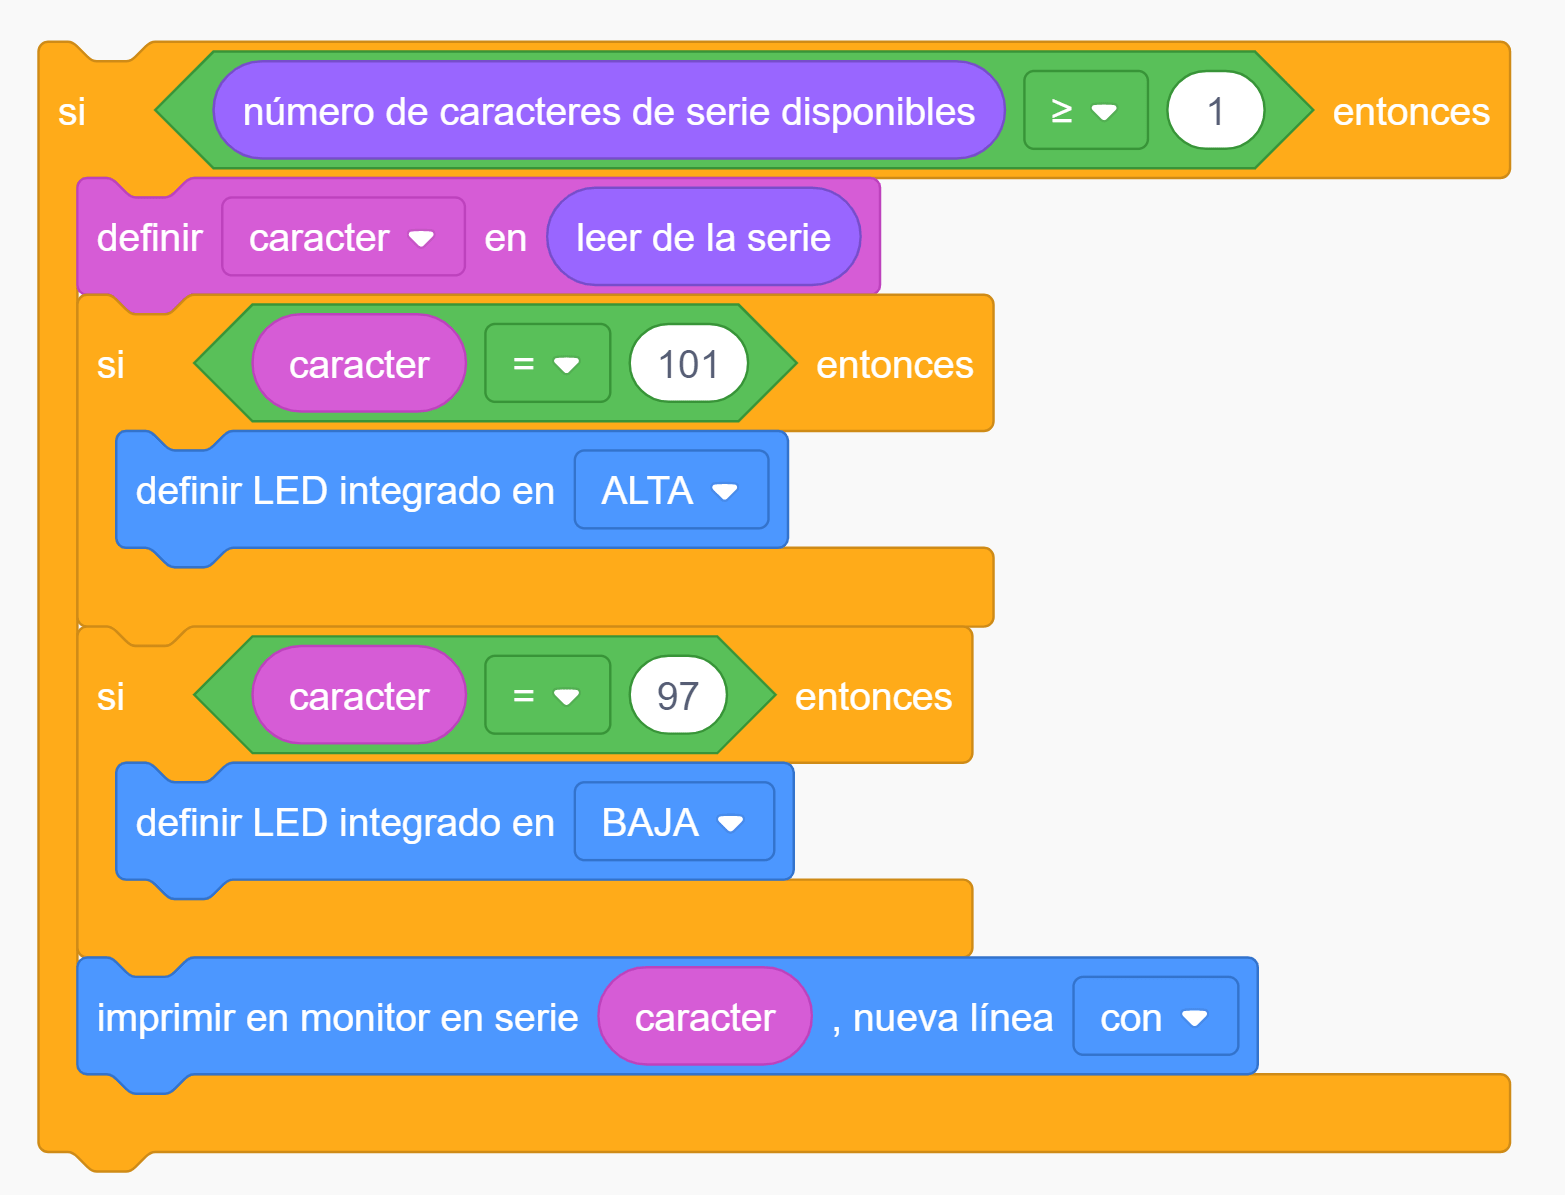 si número de caracteres de serie disponibles ≥ 1 entonces
definir caracter en leer de la serie
si caracter = 101 entonces
definir LED integrado en ALTA
si caracter = 97 entonces
definir LED integrado en BAJA
imprimir en monitor en serie caracter , nueva línea con